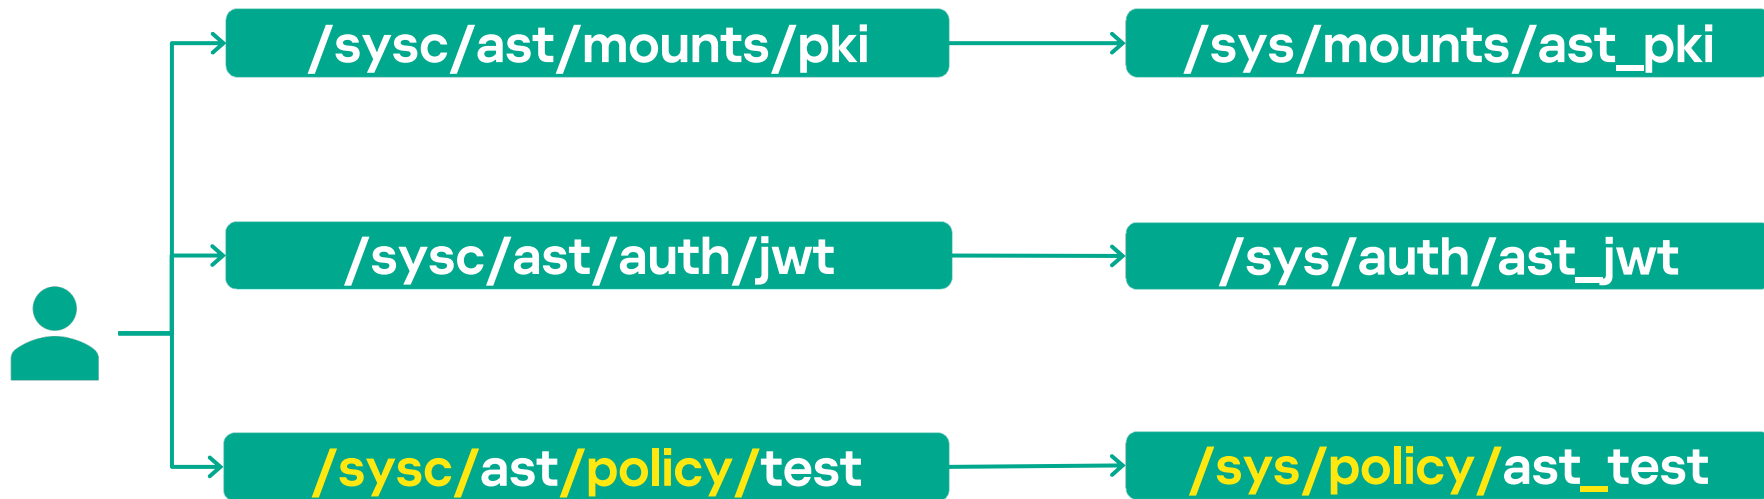 /sysc/ast/mounts/pki
/sys/mounts/ast_pki
/sysc/ast/auth/jwt
/sys/auth/ast_jwt
/sysc/ast/policy/test
/sys/policy/ast_test